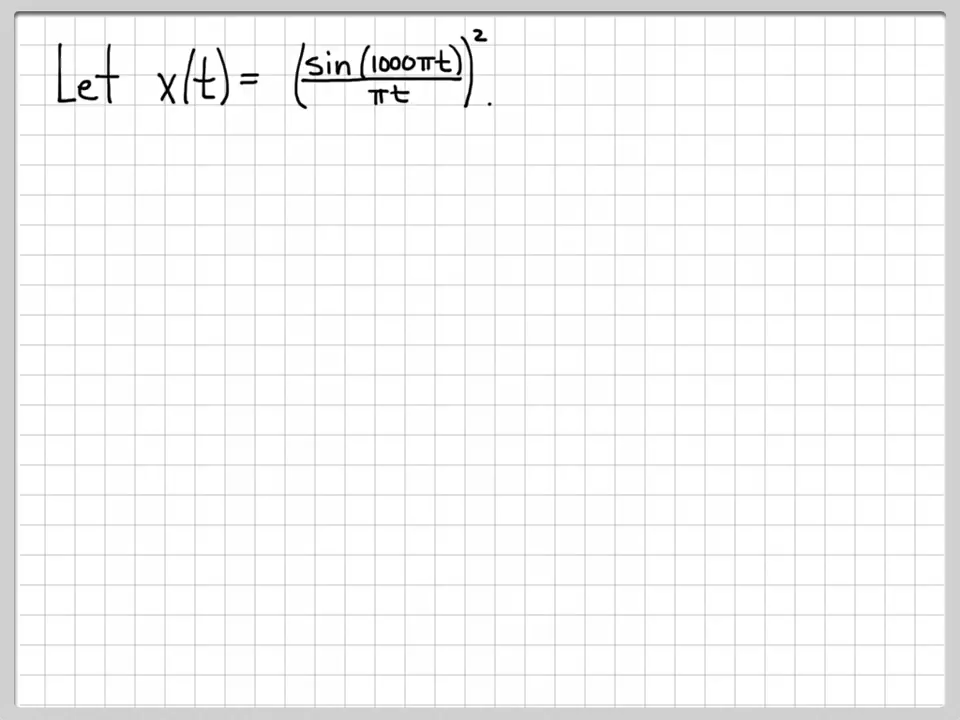 Let x(t) = (sin(1000πt)/πt)².